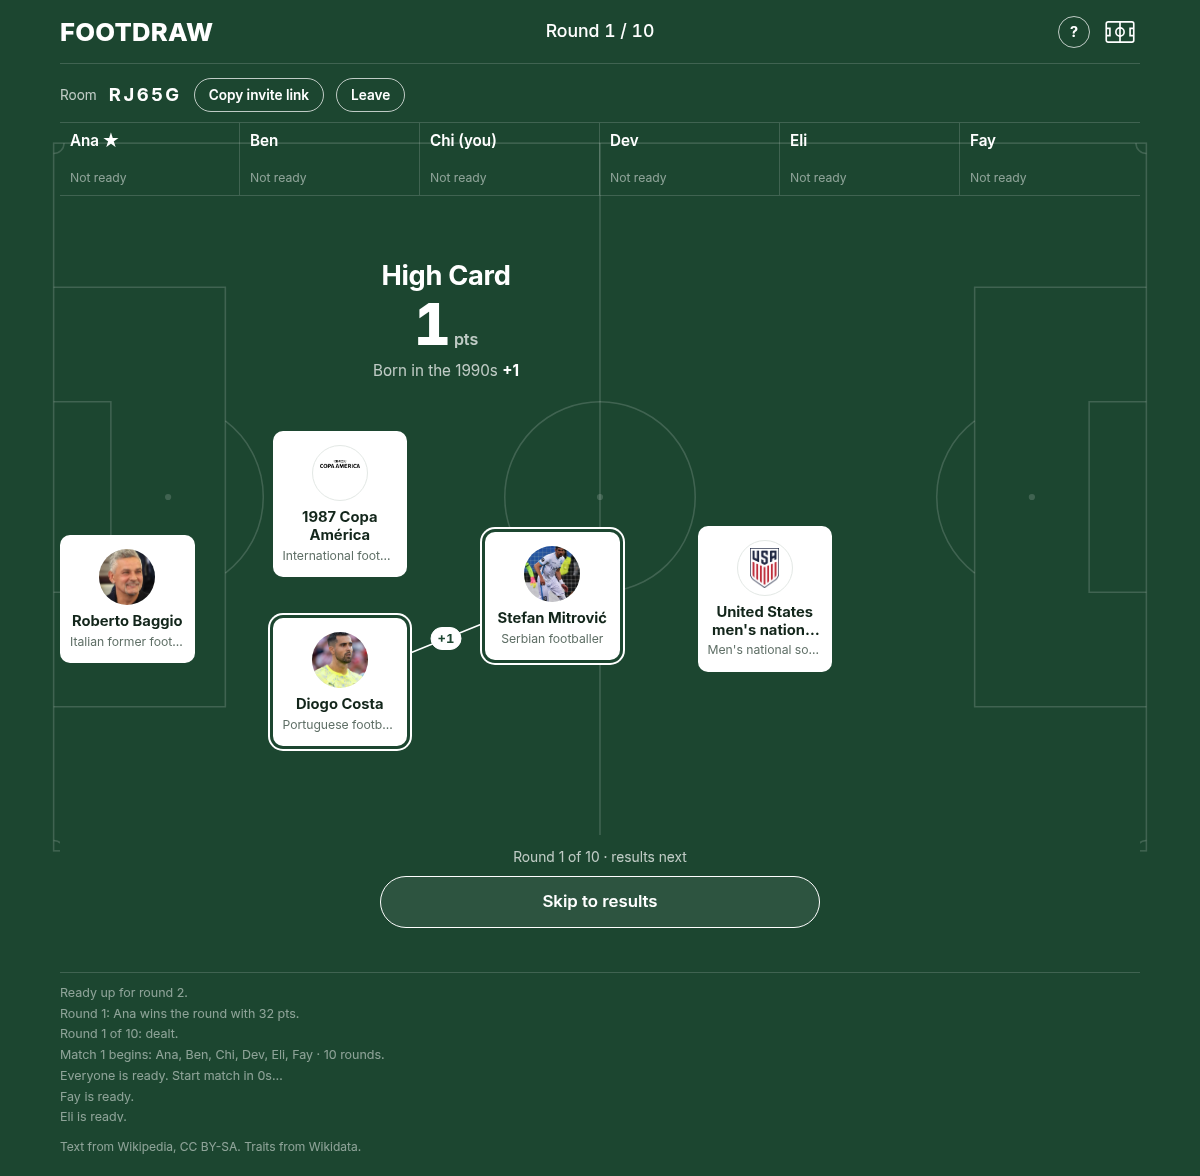 FOOTDRAW
Round 1 / 10
?
Room RJ65G Copy invite link Leave
Ana ★ Ben Chi (you) Dev Eli Fay
Not ready Not ready Not ready Not ready Not ready Not ready
High Card
1 pts
Born in the 1990s +1
COPA AMERICA
1987 Copa
América
International foot...
Roberto Baggio
Italian former foot...
Diogo Costa
Portuguese footb...
+1
Stefan Mitrović
Serbian footballer
USA
United States
men's nation...
Men's national so...
Round 1 of 10 · results next
Skip to results
Ready up for round 2.
Round 1: Ana wins the round with 32 pts.
Round 1 of 10: dealt.
Match 1 begins: Ana, Ben, Chi, Dev, Eli, Fay · 10 rounds.
Everyone is ready. Start match in 0s...
Fay is ready.
Eli is ready.
Text from Wikipedia, CC BY-SA. Traits from Wikidata.